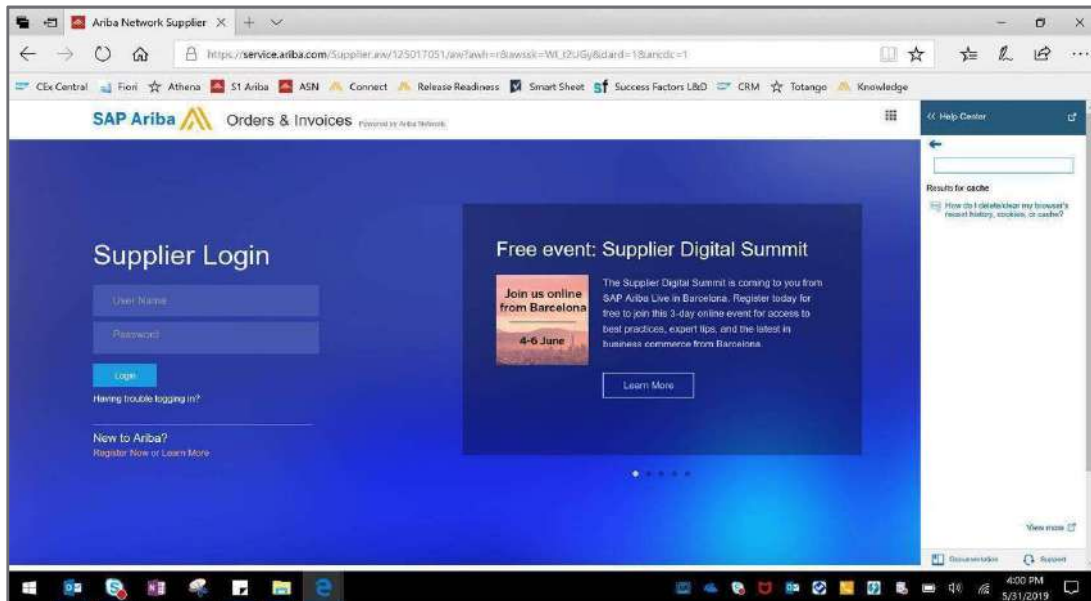 Ariba Network Supplier
https://service.ariba.com/Supplier.aw/125017051/aw?awh=r&awssk=
CEx Central Fiori Athena S1 Ariba ASN Connect Release Readiness Smart Sheet Success Factors L&D CRM Totango Knowledge
SAP Ariba Orders & Invoices Powered by Ariba Network
<< Help Center
Results for cache
How do I delete/clear my browser's
recent history, cookies, or cache?
Supplier Login
User Name
Password
Login
Having trouble logging in?
New to Ariba?
Register Now or Learn More
Free event: Supplier Digital Summit
Join us online
from Barcelona
4-6 June
The Supplier Digital Summit is coming to you from
SAP Ariba Live in Barcelona. Register today for
free to join this 3-day online event for access to
best practices, expert tips, and the latest in
business commerce from Barcelona.
Learn More
View more
Documentation Support
4:00 PM
5/31/2019